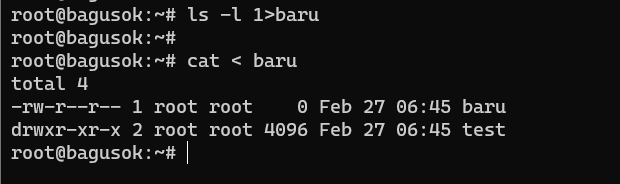 root@bagusok:~# ls -l 1>baru
root@bagusok:~#
root@bagusok:~# cat < baru
total 4
-rw-r--r-- 1 root root    0 Feb 27 06:45 baru
drwxr-xr-x 2 root root 4096 Feb 27 06:45 test
root@bagusok:~#